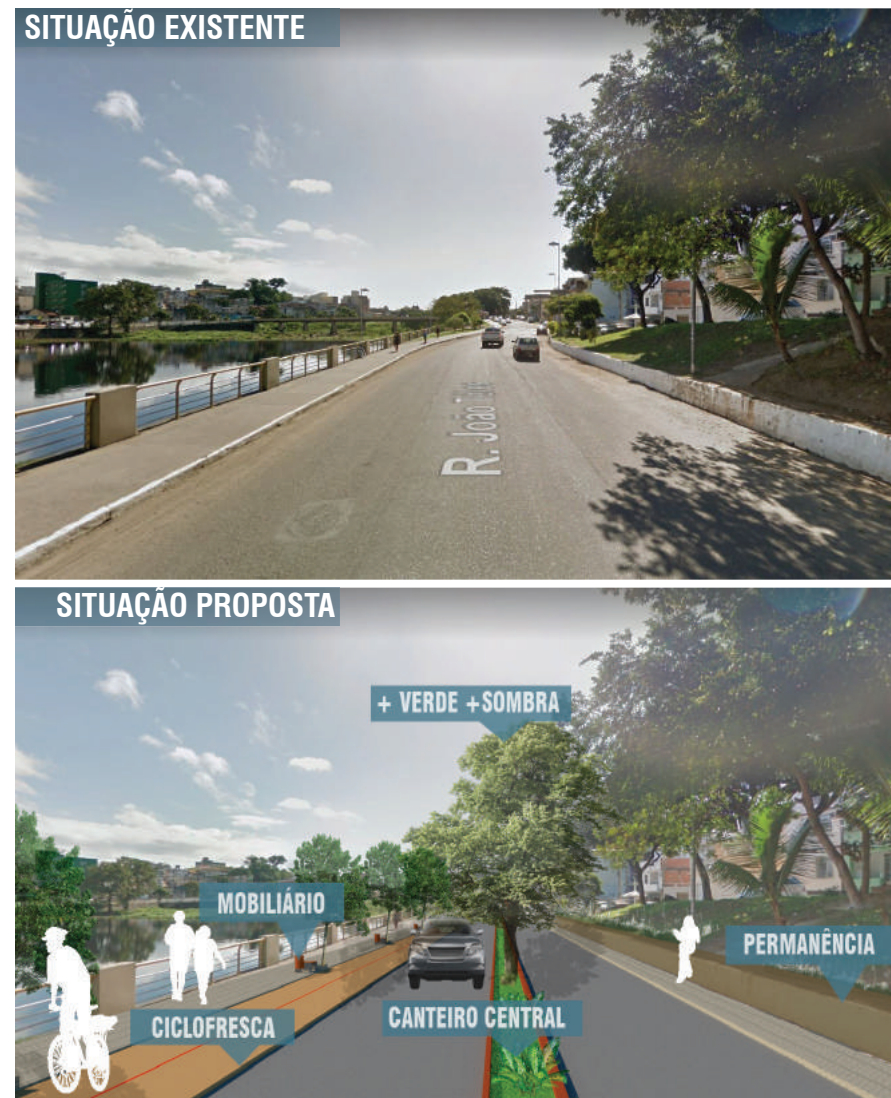 SITUAÇÃO EXISTENTE
R. João
SITUAÇÃO PROPOSTA
+ VERDE +SOMBRA
MOBILIÁRIO
PERMANÊNCIA
CICLOFRESCA
CANTEIRO CENTRAL